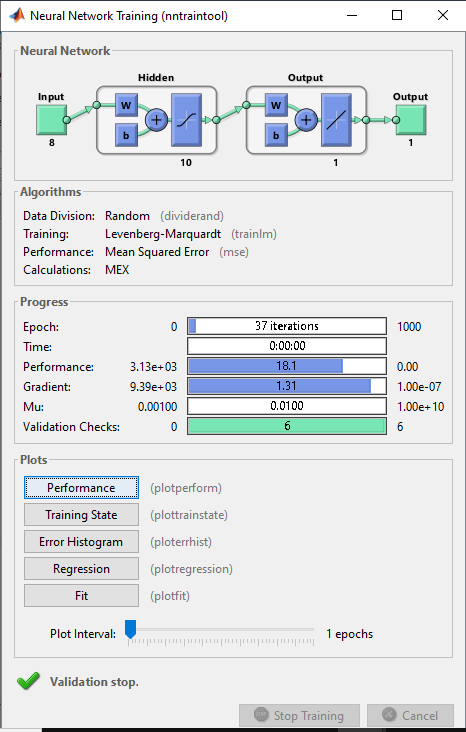 Neural Network Training (nntraintool)
Neural Network
Hidden Output
Input Output
W W
b b
8 10 1 1
Algorithms
Data Division: Random (dividerand)
Training: Levenberg-Marquardt (trainlm)
Performance: Mean Squared Error (mse)
Calculations: MEX
Progress
Epoch: 0 37 iterations 1000
Time: 0:00:00
Performance: 3.13e+03 18.1 0.00
Gradient: 9.39e+03 1.31 1.00e-07
Mu: 0.00100 0.0100 1.00e+10
Validation Checks: 0 6 6
Plots
Performance (plotperform)
Training State (plottrainstate)
Error Histogram (ploterrhist)
Regression (plotregression)
Fit (plotfit)
Plot Interval: 1 epochs
Validation stop.
Stop Training Cancel